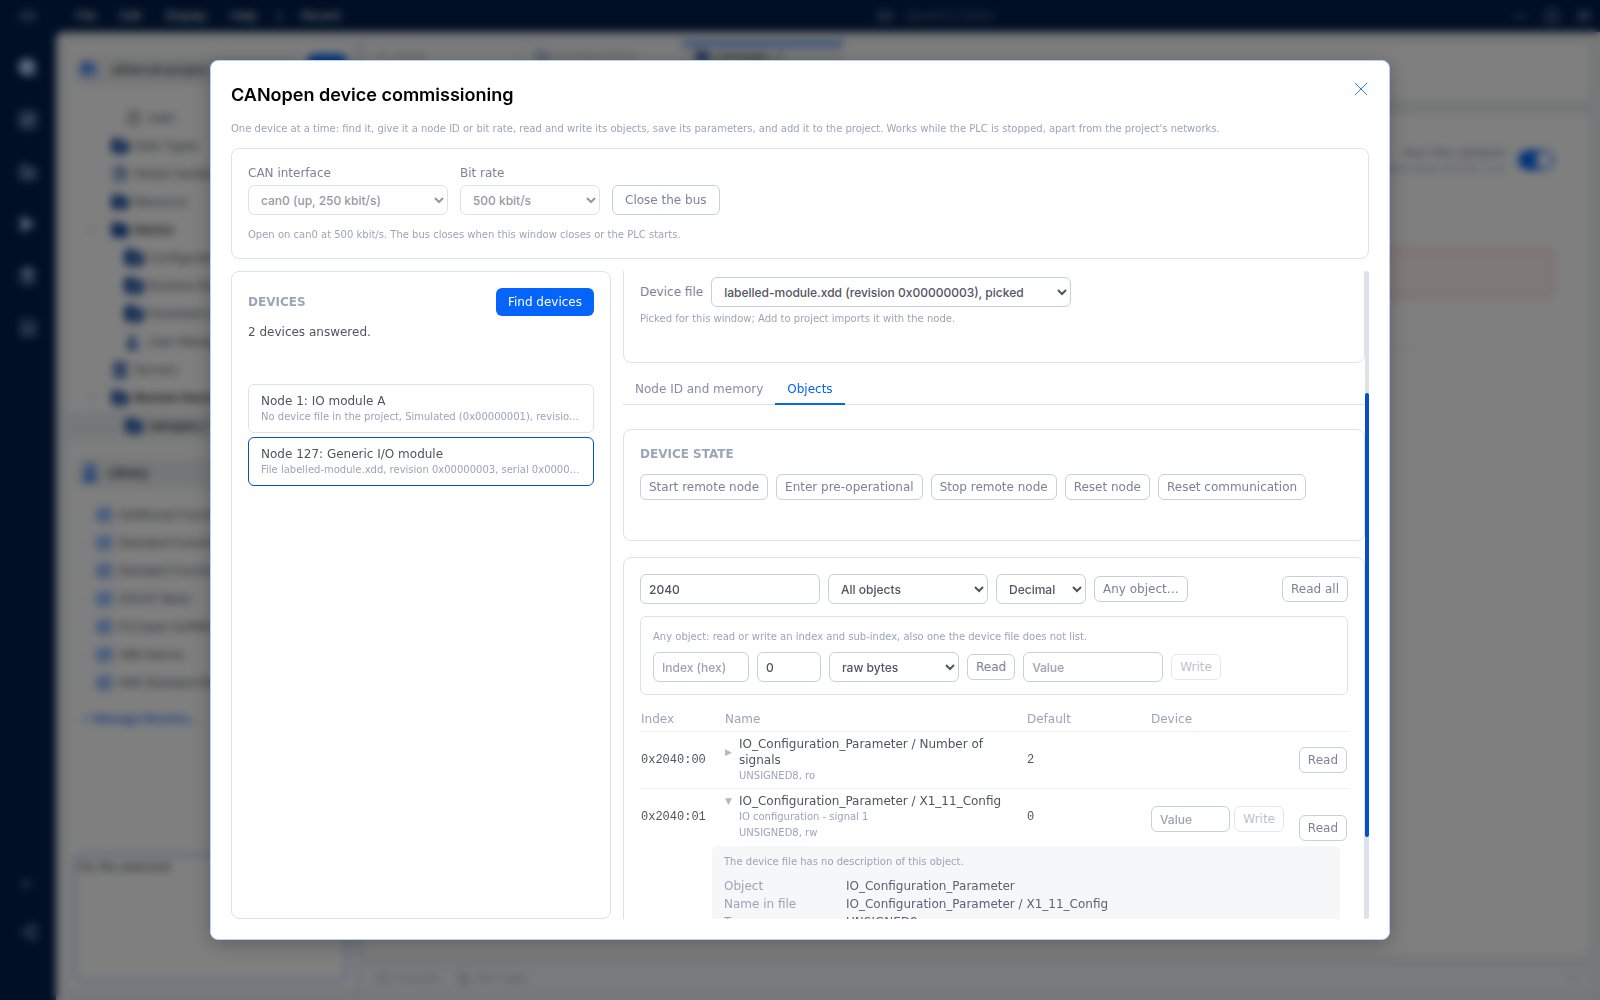 CANopen device commissioning
One device at a time: find it, give it a node ID or bit rate, read and write its objects, save its parameters, and add it to the project. Works while the PLC is stopped, apart from the project's networks.
CAN interface
Bit rate
can0 (up, 250 kbit/s)
500 kbit/s
Close the bus
Open on can0 at 500 kbit/s. The bus closes when this window closes or the PLC starts.
DEVICES
Find devices
2 devices answered.
Node 1: IO module A
No device file in the project, Simulated (0x00000001), revisio...
Node 127: Generic I/O module
File labelled-module.xdd, revision 0x00000003, serial 0x0000...
Device file
labelled-module.xdd (revision 0x00000003), picked
Picked for this window; Add to project imports it with the node.
Node ID and memory
Objects
DEVICE STATE
Start remote node
Enter pre-operational
Stop remote node
Reset node
Reset communication
2040
All objects
Decimal
Any object...
Read all
Any object: read or write an index and sub-index, also one the device file does not list.
Index (hex)
0
raw bytes
Read
Value
Write
Index
Name
Default
Device
0x2040:00
▸ IO_Configuration_Parameter / Number of
signals
UNSIGNED8, ro
2
Read
0x2040:01
▾ IO_Configuration_Parameter / X1_11_Config
IO configuration - signal 1
UNSIGNED8, rw
0
Value
Write
Read
The device file has no description of this object.
Object
IO_Configuration_Parameter
Name in file
IO_Configuration_Parameter / X1_11_Config